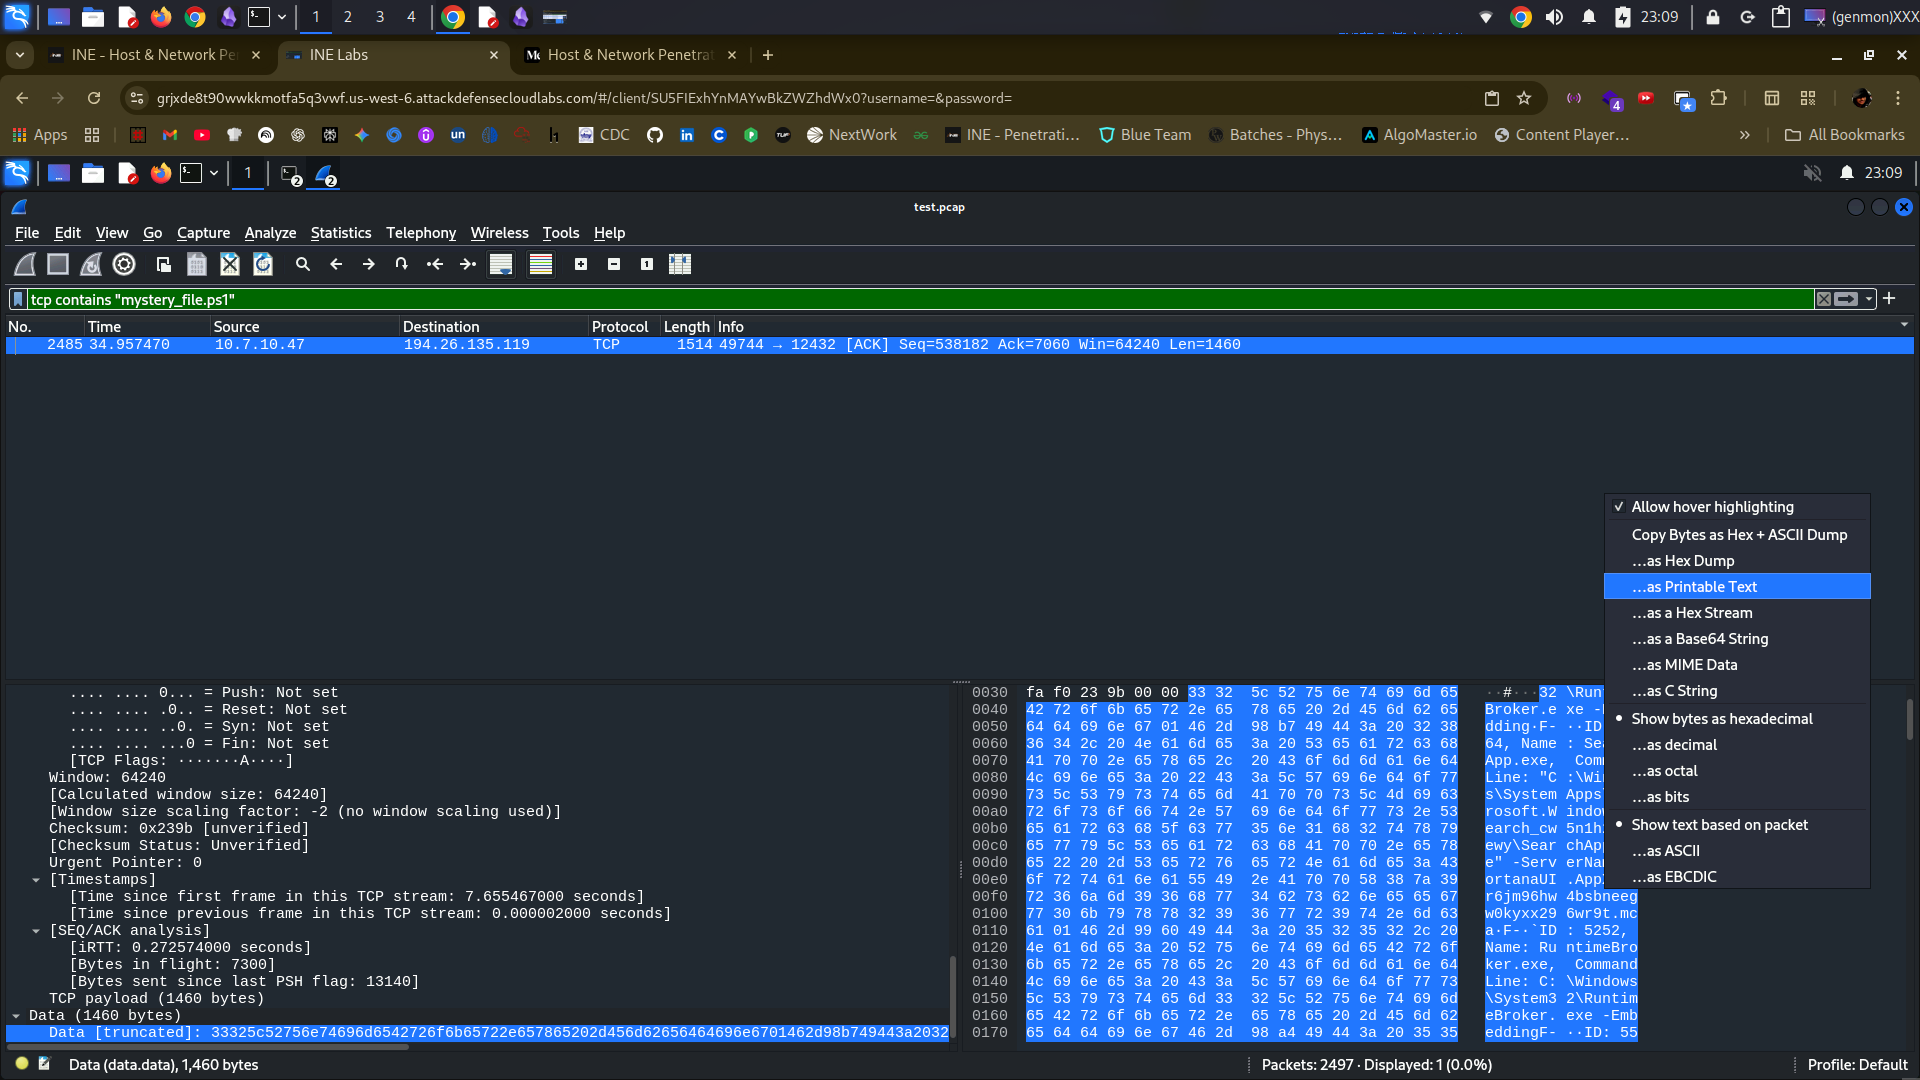 1 2 3 4 23:09 (genmon)XXX
INE - Host & Network Pe INE Labs Host & Network Penetrat
grjxde8t90wwkkmotfa5q3vwf.us-west-6.attackdefensecloudlabs.com/#/client/SU5FIExhYnMAYwBkZWZhdWx0?username=&password= 4
Apps CDC NextWork INE - Penetrati... Blue Team Batches - Phys... AlgoMaster.io Content Player... » All Bookmarks
1 2 2 23:09
test.pcap
File Edit View Go Capture Analyze Statistics Telephony Wireless Tools Help
tcp contains "mystery_file.ps1"
No. Time Source Destination Protocol Length Info
2485 34.957470 10.7.10.47 194.26.135.119 TCP 1514 49744 → 12432 [ACK] Seq=538182 Ack=7060 Win=64240 Len=1460
Allow hover highlighting
Copy Bytes as Hex + ASCII Dump
...as Hex Dump
...as Printable Text
...as a Hex Stream
...as a Base64 String
...as MIME Data
...as C String
Show bytes as hexadecimal
...as decimal
...as octal
...as bits
Show text based on packet
...as ASCII
...as EBCDIC
.... .... 0... = Push: Not set
.... .... .0.. = Reset: Not set
.... .... ..0. = Syn: Not set
.... .... ...0 = Fin: Not set
[TCP Flags: ·······A····]
Window: 64240
[Calculated window size: 64240]
[Window size scaling factor: -2 (no window scaling used)]
Checksum: 0x239b [unverified]
[Checksum Status: Unverified]
Urgent Pointer: 0
[Timestamps]
[Time since first frame in this TCP stream: 7.655467000 seconds]
[Time since previous frame in this TCP stream: 0.000002000 seconds]
[SEQ/ACK analysis]
[iRTT: 0.272574000 seconds]
[Bytes in flight: 7300]
[Bytes sent since last PSH flag: 13140]
TCP payload (1460 bytes)
Data (1460 bytes)
Data [truncated]: 33325c52756e74696d6542726f6b65722e657865202d456d62656464696e6701462d98b749443a2032
0030 fa f0 23 9b 00 00 33 32 5c 52 75 6e 74 69 6d 65 ··#···32 \Runt
0040 42 72 6f 6b 65 72 2e 65 78 65 20 2d 45 6d 62 65 Broker.e xe -
0050 64 64 69 6e 67 01 46 2d 98 b7 49 44 3a 20 32 38 dding·F- ··ID
0060 36 34 2c 20 4e 61 6d 65 3a 20 53 65 61 72 63 68 64, Name : Sea
0070 41 70 70 2e 65 78 65 2c 20 43 6f 6d 6d 61 6e 64 App.exe, Com
0080 4c 69 6e 65 3a 20 22 43 3a 5c 57 69 6e 64 6f 77 Line: "C :\Win
0090 73 5c 53 79 73 74 65 6d 41 70 70 73 5c 4d 69 63 s\System Apps\
00a0 72 6f 73 6f 66 74 2e 57 69 6e 64 6f 77 73 2e 53 rosoft.W indow
00b0 65 61 72 63 68 5f 63 77 35 6e 31 68 32 74 78 79 earch_cw 5n1h
00c0 65 77 79 5c 53 65 61 72 63 68 41 70 70 2e 65 78 ewy\Sear chApp
00d0 65 22 20 2d 53 65 72 76 65 72 4e 61 6d 65 3a 43 e" -Serv erNa
00e0 6f 72 74 61 6e 61 55 49 2e 41 70 70 58 38 7a 39 ortanaUI .App
00f0 72 36 6a 6d 39 36 68 77 34 62 73 62 6e 65 65 67 r6jm96hw 4bsbneeg
0100 77 30 6b 79 78 78 32 39 36 77 72 39 74 2e 6d 63 w0kyxx29 6wr9t.mc
0110 61 01 46 2d 99 60 49 44 3a 20 35 32 35 32 2c 20 a·F-·`ID : 5252,
0120 4e 61 6d 65 3a 20 52 75 6e 74 69 6d 65 42 72 6f Name: Ru ntimeBro
0130 6b 65 72 2e 65 78 65 2c 20 43 6f 6d 6d 61 6e 64 ker.exe, Command
0140 4c 69 6e 65 3a 20 43 3a 5c 57 69 6e 64 6f 77 73 Line: C: \Windows
0150 5c 53 79 73 74 65 6d 33 32 5c 52 75 6e 74 69 6d \System3 2\Runtim
0160 65 42 72 6f 6b 65 72 2e 65 78 65 20 2d 45 6d 62 eBroker. exe -Emb
0170 65 64 64 69 6e 67 46 2d 98 a4 49 44 3a 20 35 35 eddingF- ··ID: 55
Data (data.data), 1,460 bytes Packets: 2497 · Displayed: 1 (0.0%) Profile: Default